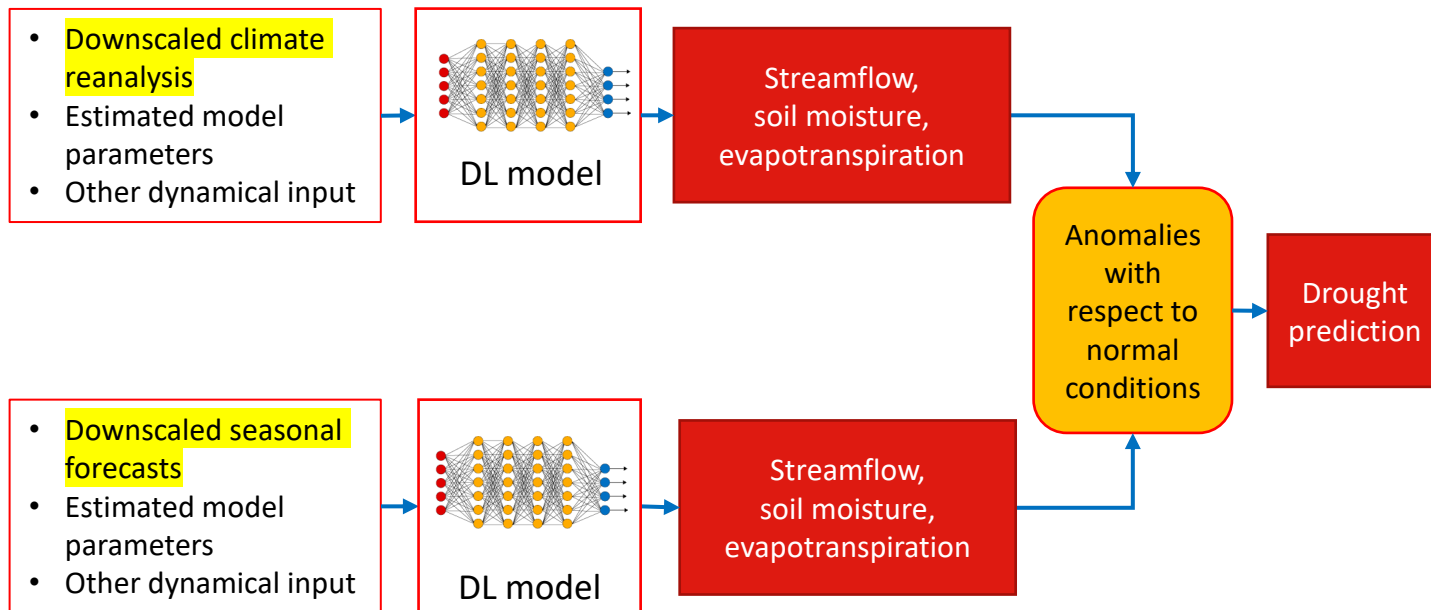 • Downscaled climate
reanalysis
• Estimated model
parameters
• Other dynamical input
DL model
Streamflow,
soil moisture,
evapotranspiration
Anomalies
with
respect to
normal
conditions
Drought
prediction
• Downscaled seasonal
forecasts
• Estimated model
parameters
• Other dynamical input
DL model
Streamflow,
soil moisture,
evapotranspiration